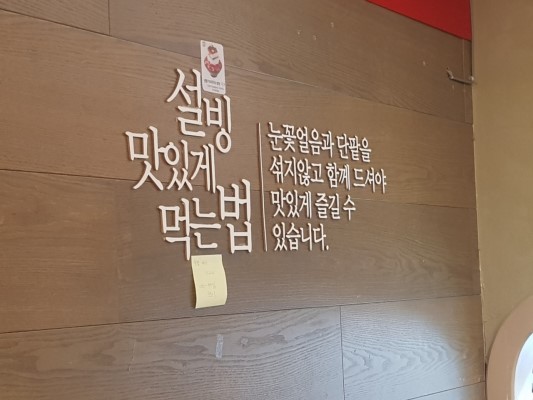 설빙
맛있게
먹는법
눈꽃얼음과 단팥을
섞지않고 함께 드셔야
맛있게 즐길 수
있습니다.